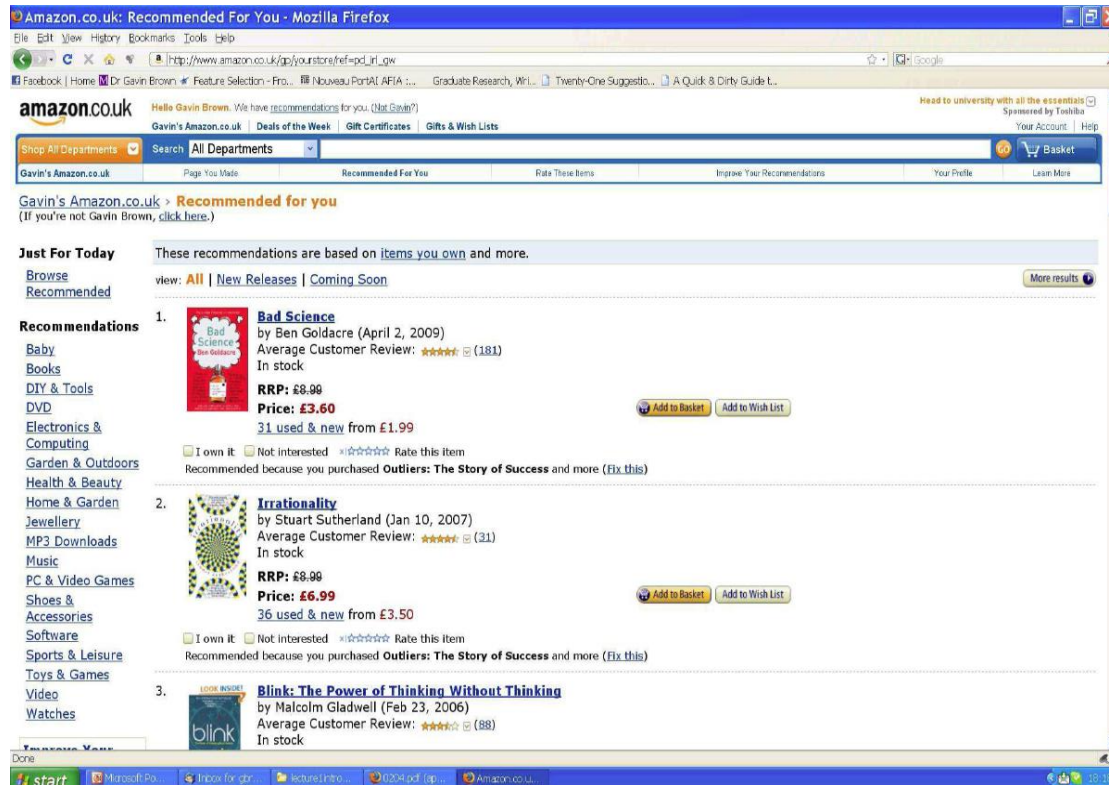 Amazon.co.uk: Recommended For You - Mozilla Firefox
File Edit View History Bookmarks Tools Help
http://www.amazon.co.uk/gp/yourstore/ref=pd_irl_gw
Google
Facebook | Home Dr Gavin Brown Feature Selection - Fro... Nouveau PortAI AFIA :... Graduate Research, Wri... Twenty-One Suggestio... A Quick & Dirty Guide t...
amazon.co.uk
Hello Gavin Brown. We have recommendations for you. (Not Gavin?)
Head to university with all the essentials
Sponsored by Toshiba
Gavin's Amazon.co.uk Deals of the Week Gift Certificates Gifts & Wish Lists
Your Account Help
Shop All Departments Search All Departments GO Basket
Gavin's Amazon.co.uk Page You Made Recommended For You Rate These Items Improve Your Recommendations Your Profile Learn More
Gavin's Amazon.co.uk > Recommended for you
(If you're not Gavin Brown, click here.)
Just For Today
Browse
Recommended
Recommendations
Baby
Books
DIY & Tools
DVD
Electronics &
Computing
Garden & Outdoors
Health & Beauty
Home & Garden
Jewellery
MP3 Downloads
Music
PC & Video Games
Shoes &
Accessories
Software
Sports & Leisure
Toys & Games
Video
Watches
Improve Your
These recommendations are based on items you own and more.
view: All | New Releases | Coming Soon
More results
1.
Bad
Science
Ben Goldacre
Bad Science
by Ben Goldacre (April 2, 2009)
Average Customer Review: (181)
In stock
RRP: £8.99
Price: £3.60
31 used & new from £1.99
Add to Basket Add to Wish List
I own it Not interested Rate this item
Recommended because you purchased Outliers: The Story of Success and more (Fix this)
2.
Irrationality
by Stuart Sutherland (Jan 10, 2007)
Average Customer Review: (31)
In stock
RRP: £8.99
Price: £6.99
36 used & new from £3.50
Add to Basket Add to Wish List
I own it Not interested Rate this item
Recommended because you purchased Outliers: The Story of Success and more (Fix this)
3.
LOOK INSIDE!
blink
Blink: The Power of Thinking Without Thinking
by Malcolm Gladwell (Feb 23, 2006)
Average Customer Review: (88)
In stock
Done
start Microsoft Po... Inbox for gbr... lecture1intro... 0204.pdf (ap... Amazon.co.u...